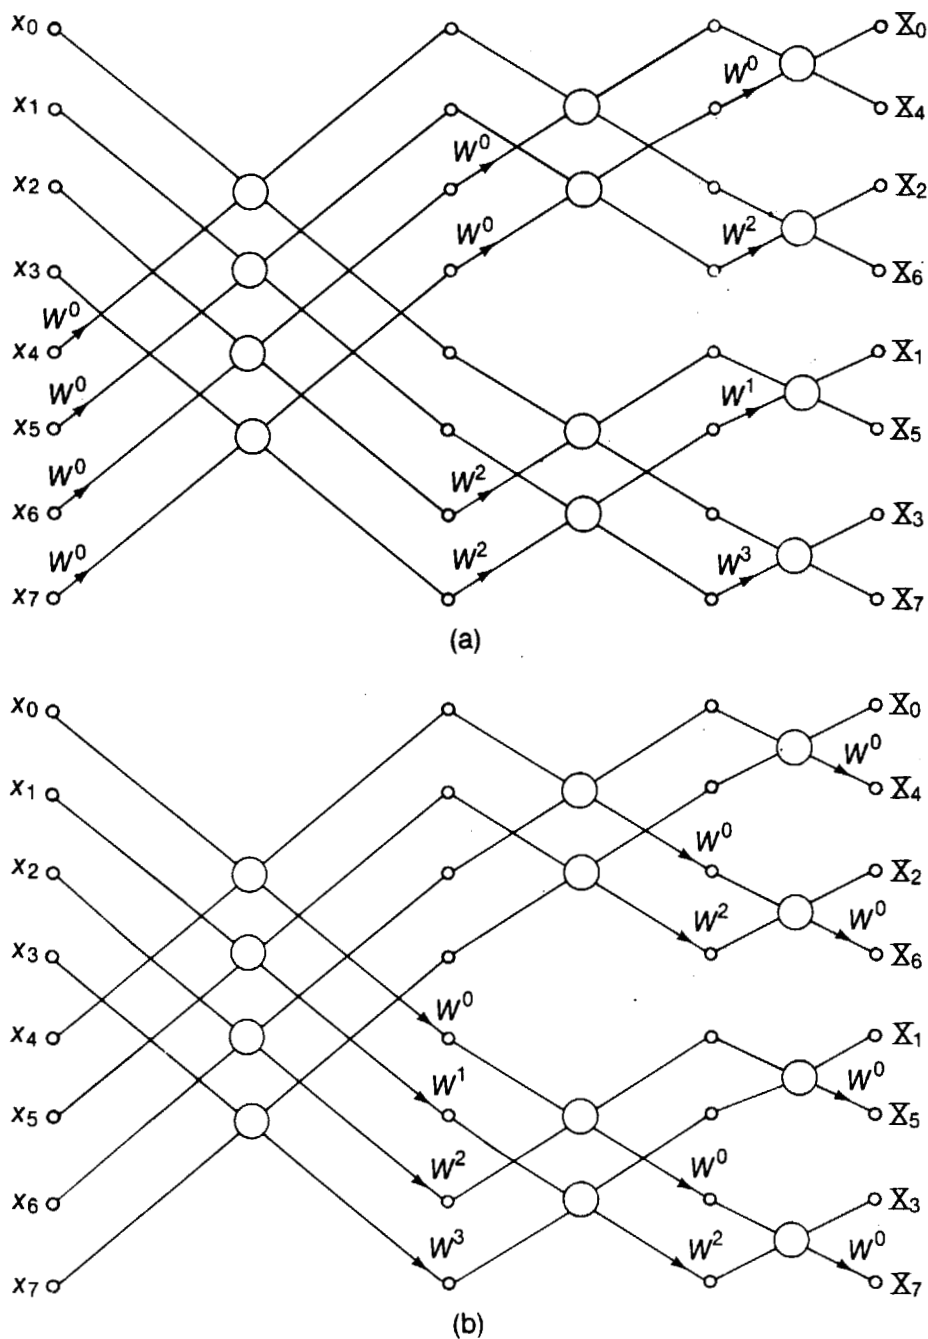 x₀ 𝕏₀
W⁰
x₁ 𝕏₄
W⁰
x₂ 𝕏₂
W⁰ W²
x₃ 𝕏₆
W⁰
x₄ 𝕏₁
W⁰ W¹
x₅ 𝕏₅
W⁰ W²
x₆ 𝕏₃
W⁰ W² W³
x₇ 𝕏₇
(a)
x₀ 𝕏₀
W⁰
x₁ 𝕏₄
W⁰
x₂ 𝕏₂
W² W⁰
x₃ 𝕏₆
W⁰
x₄ 𝕏₁
W¹ W⁰
x₅ 𝕏₅
W² W⁰
x₆ 𝕏₃
W³ W² W⁰
x₇ 𝕏₇
(b)